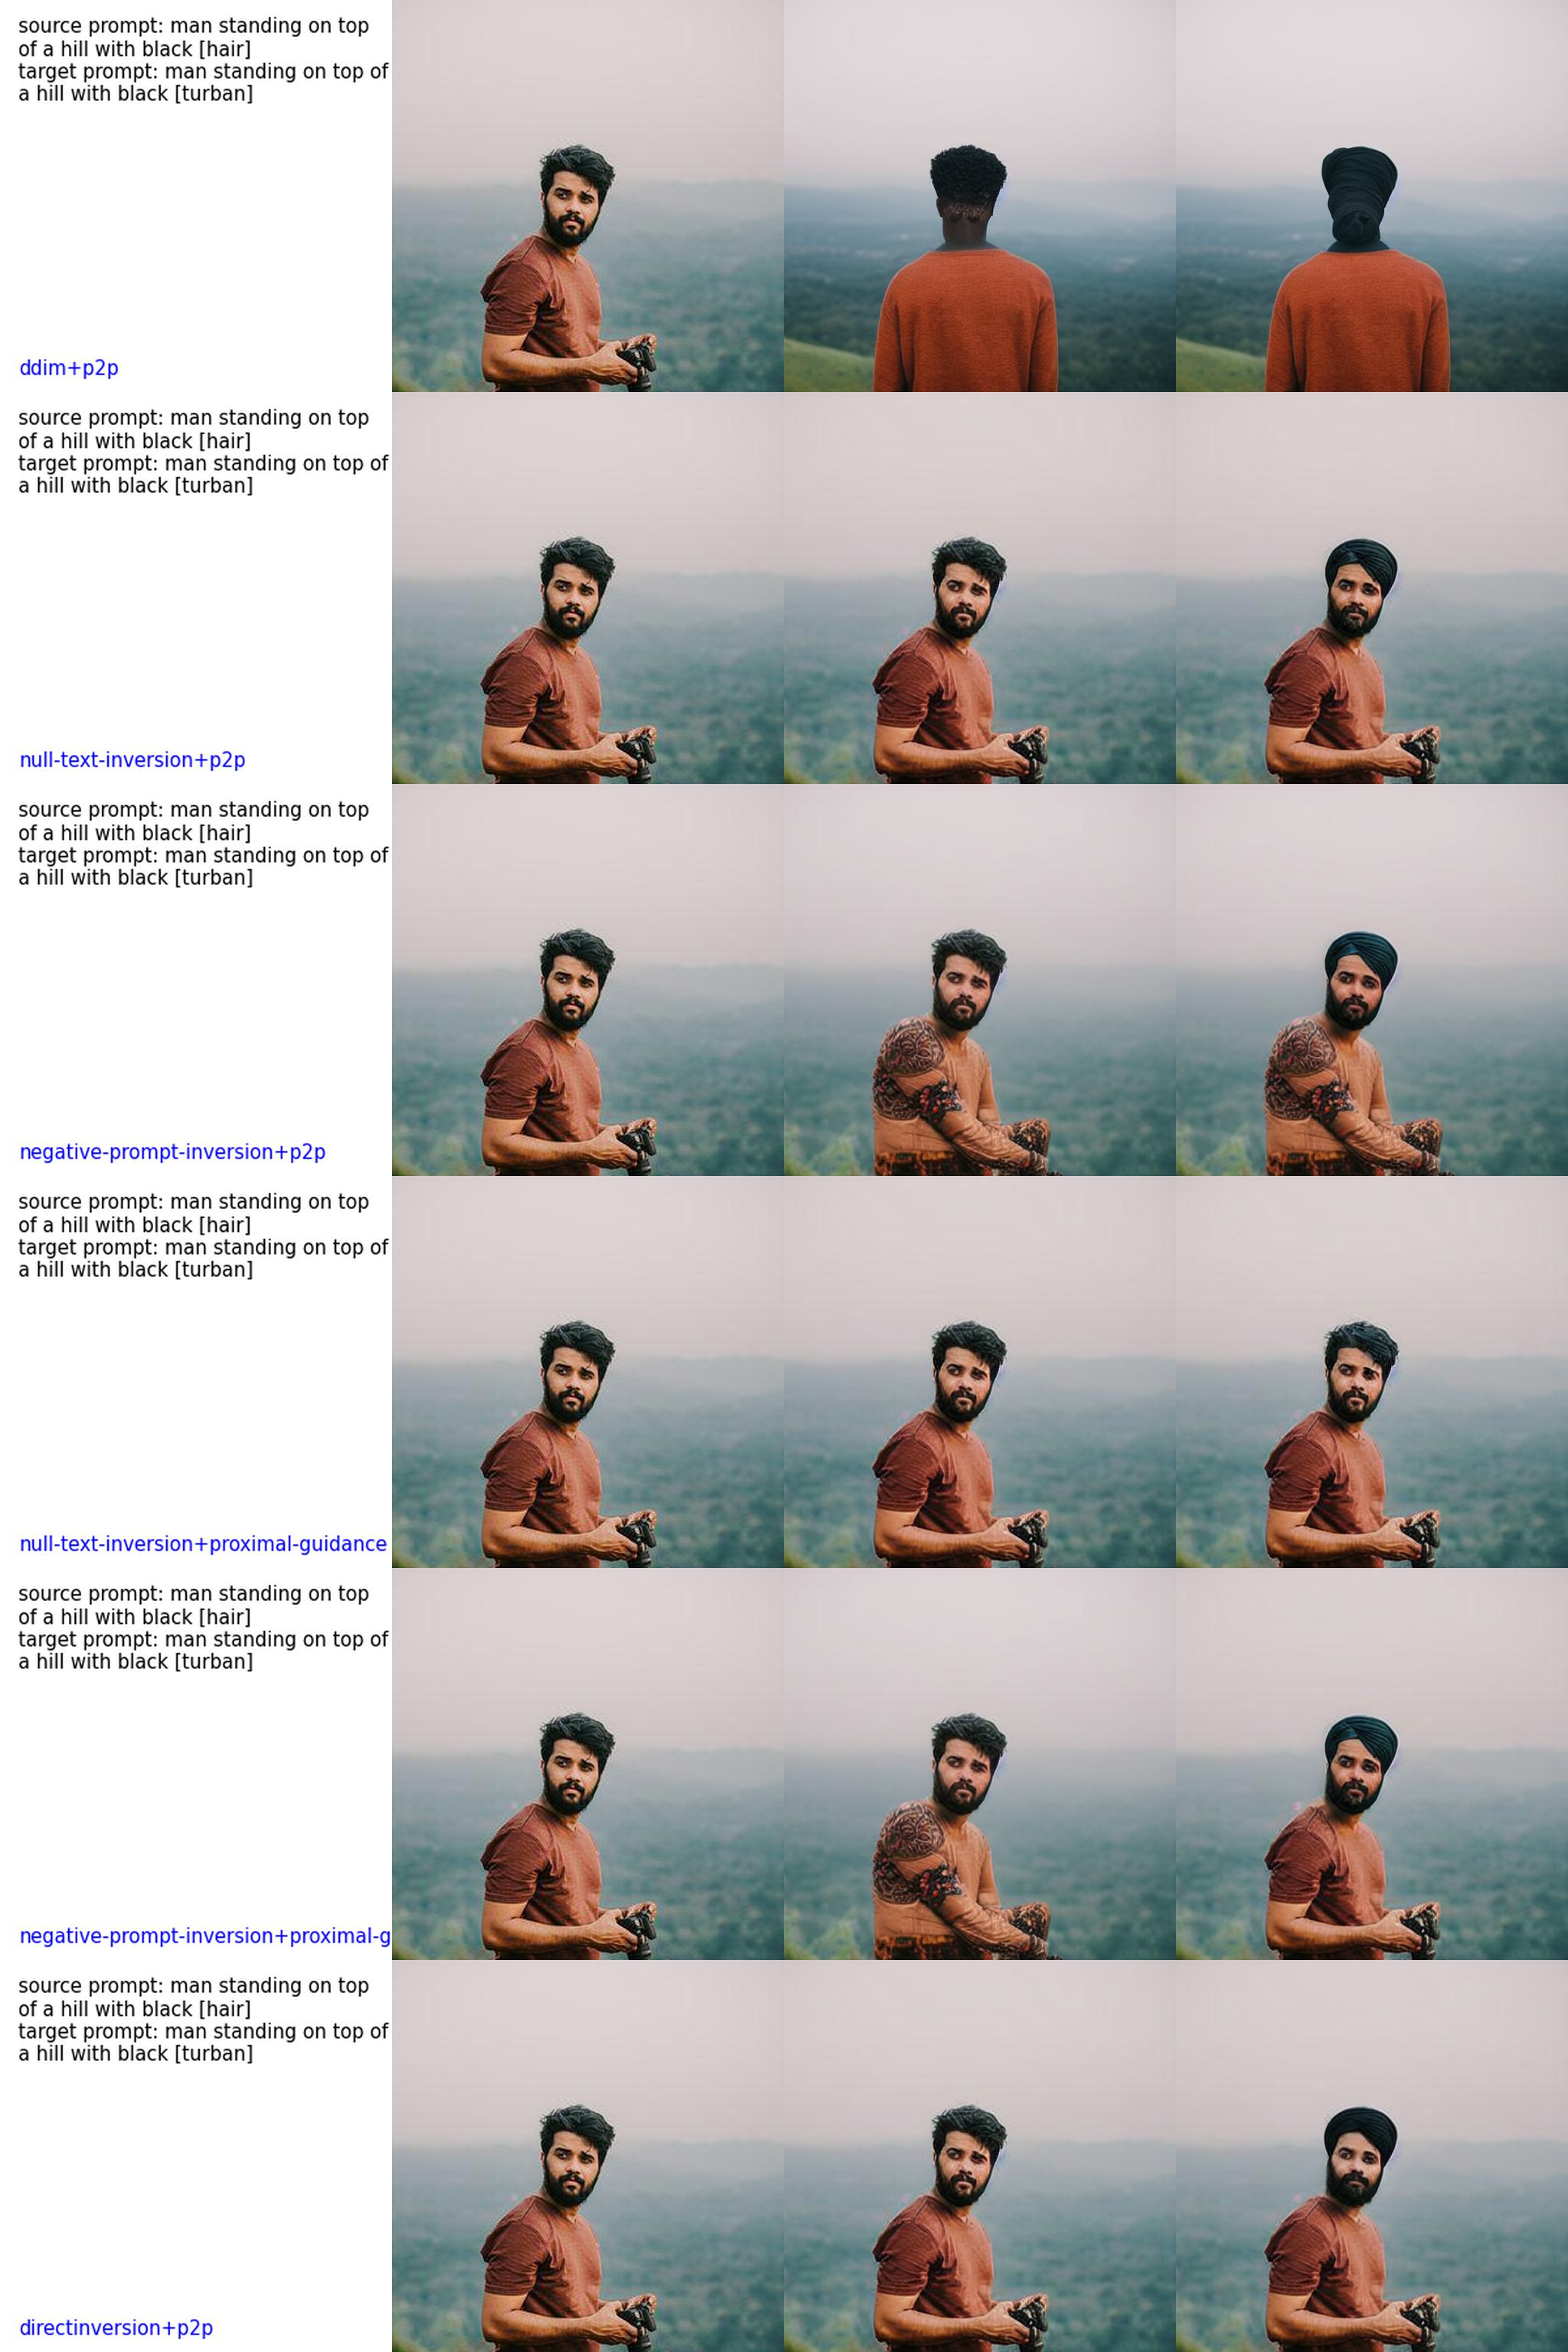 source prompt: man standing on top
of a hill with black [hair]
target prompt: man standing on top of
a hill with black [turban]
ddim+p2p
source prompt: man standing on top
of a hill with black [hair]
target prompt: man standing on top of
a hill with black [turban]
null-text-inversion+p2p
source prompt: man standing on top
of a hill with black [hair]
target prompt: man standing on top of
a hill with black [turban]
negative-prompt-inversion+p2p
source prompt: man standing on top
of a hill with black [hair]
target prompt: man standing on top of
a hill with black [turban]
null-text-inversion+proximal-guidance
source prompt: man standing on top
of a hill with black [hair]
target prompt: man standing on top of
a hill with black [turban]
negative-prompt-inversion+proximal-g
source prompt: man standing on top
of a hill with black [hair]
target prompt: man standing on top of
a hill with black [turban]
directinversion+p2p